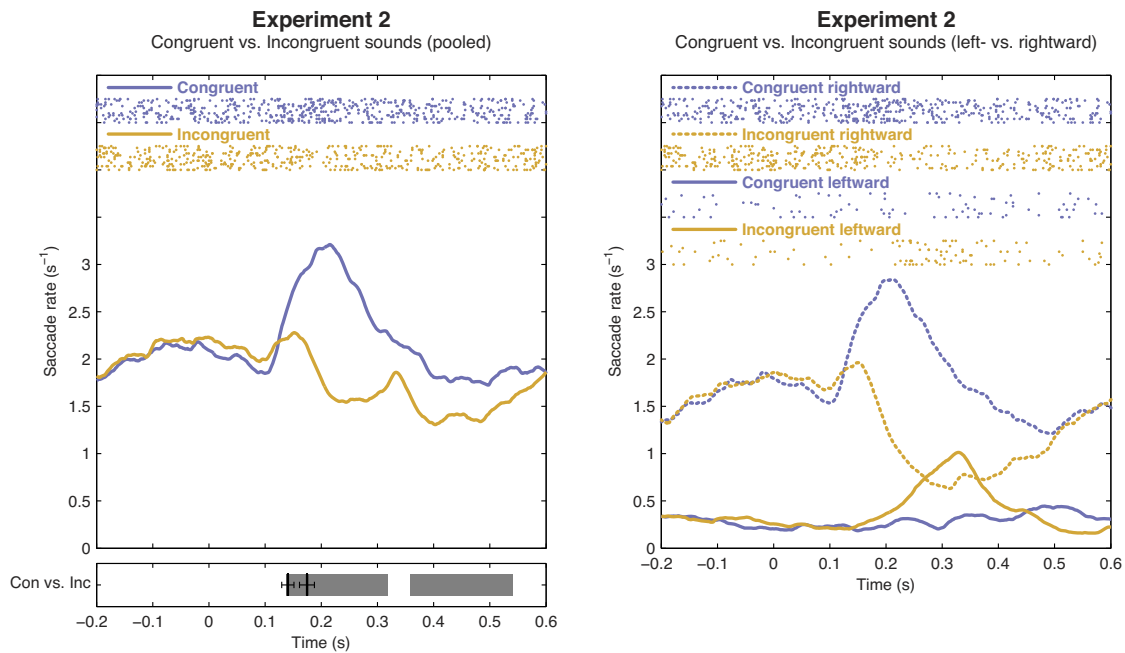 Experiment 2
Congruent vs. Incongruent sounds (pooled)
Congruent
Incongruent
3
2.5
2
1.5
1
0.5
0
Saccade rate (s⁻¹)
Con vs. Inc
−0.2 −0.1 0 0.1 0.2 0.3 0.4 0.5 0.6
Time (s)
Experiment 2
Congruent vs. Incongruent sounds (left- vs. rightward)
Congruent rightward
Incongruent rightward
Congruent leftward
Incongruent leftward
3
2.5
2
1.5
1
0.5
0
Saccade rate (s⁻¹)
−0.2 −0.1 0 0.1 0.2 0.3 0.4 0.5 0.6
Time (s)